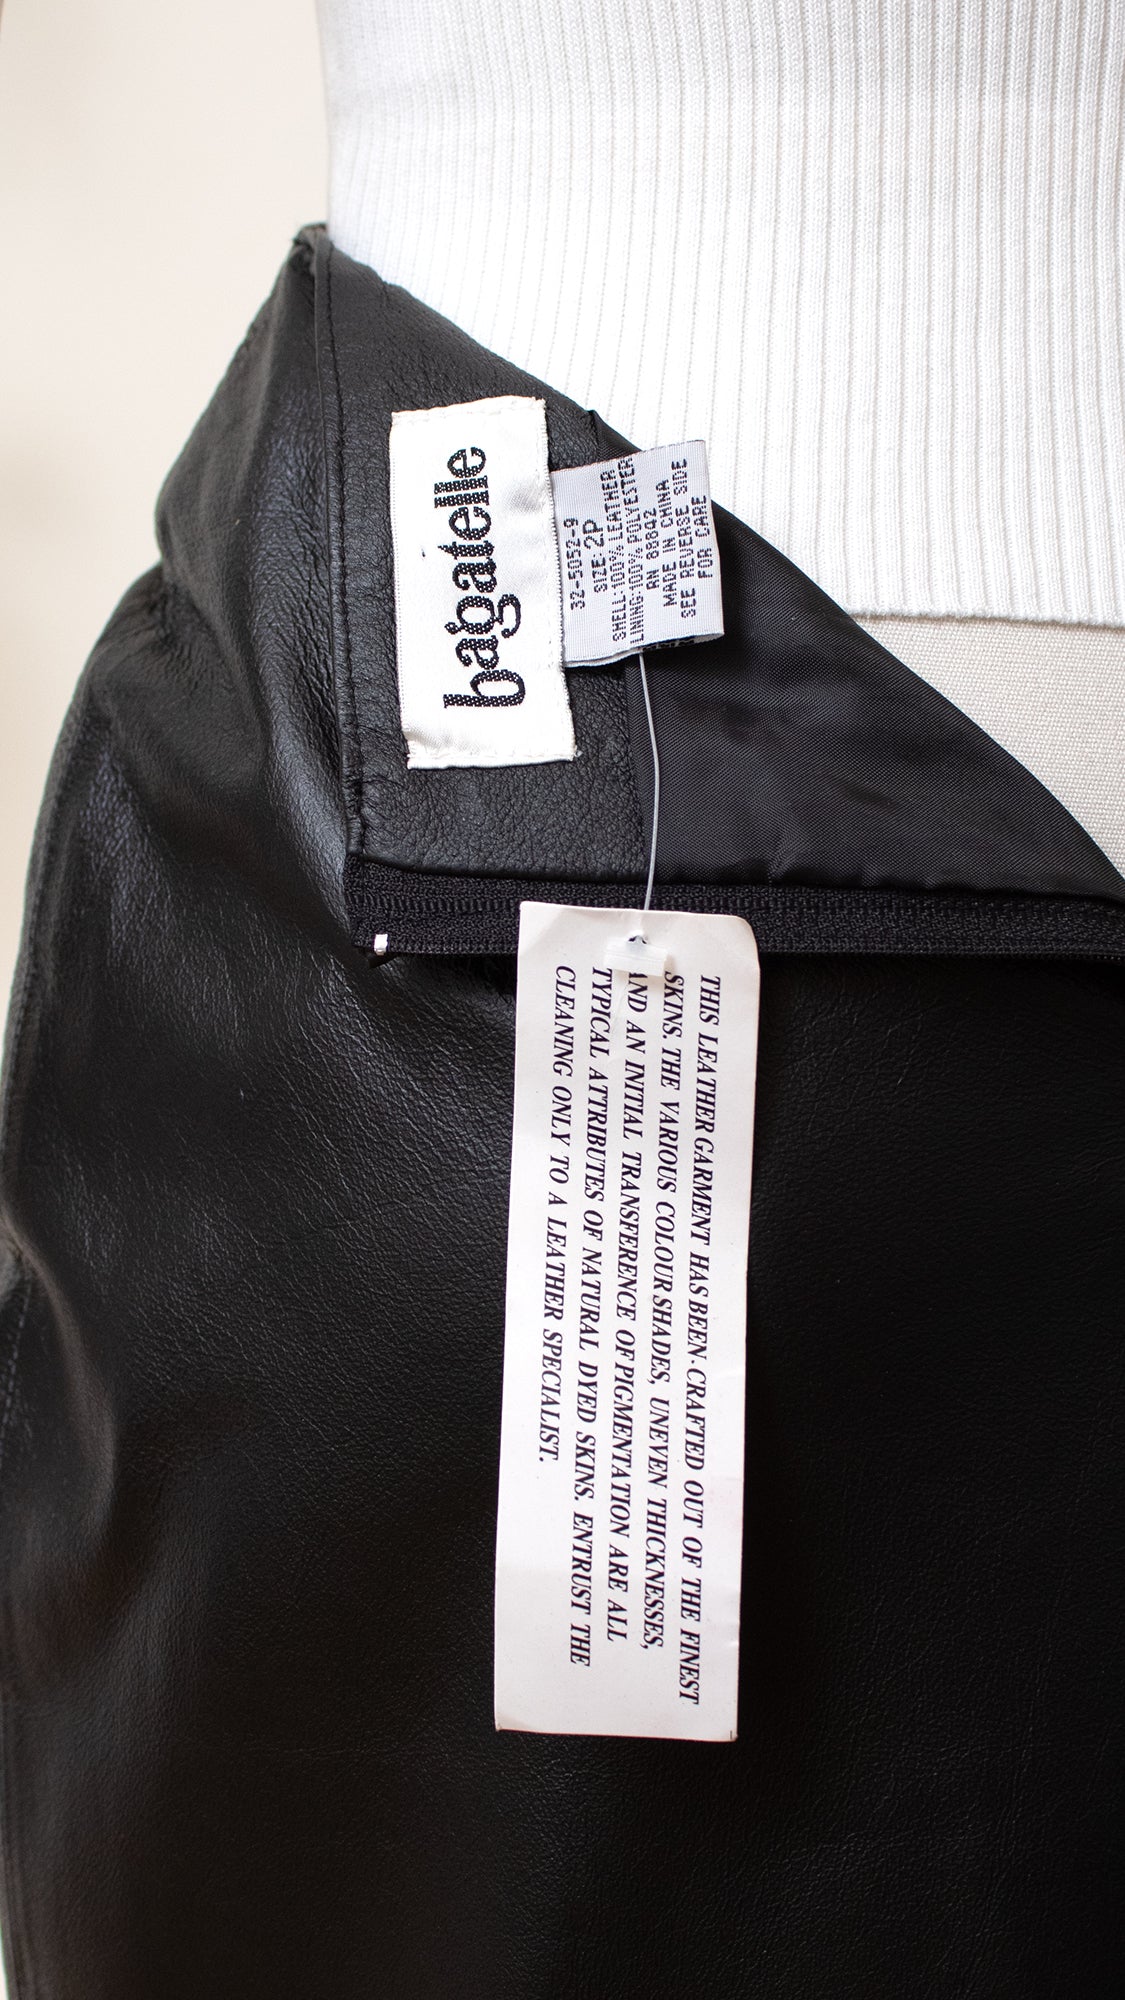 bagatelle
32-5052-9
SIZE: 2P
SHELL:100% LEATHER
LINING:100% POLYESTER
RN 88842
MADE IN CHINA
SEE REVERSE SIDE
FOR CARE
THIS LEATHER GARMENT HAS BEEN CRAFTED OUT OF THE FINEST
SKINS. THE VARIOUS COLOUR SHADES, UNEVEN THICKNESSES,
AND AN INITIAL TRANSFERENCE OF PIGMENTATION ARE ALL
TYPICAL ATTRIBUTES OF NATURAL DYED SKINS. ENTRUST THE
CLEANING ONLY TO A LEATHER SPECIALIST.